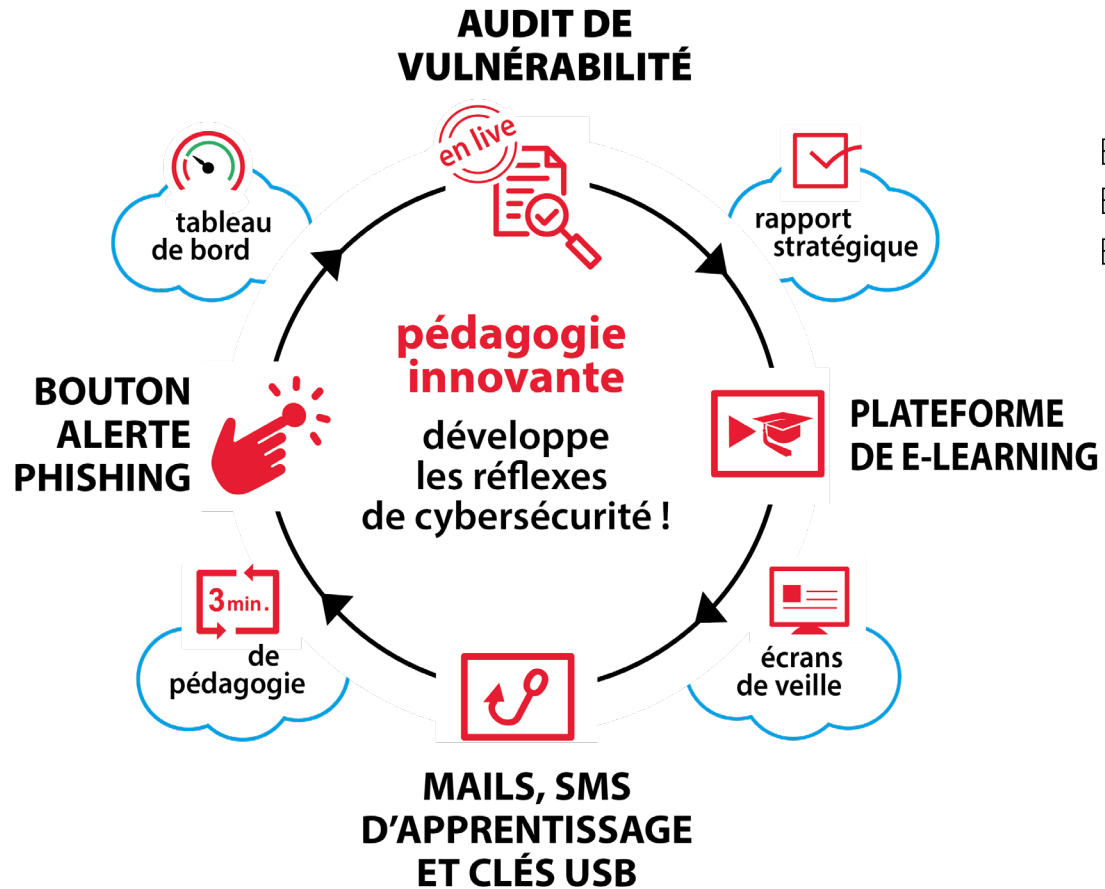 AUDIT DE
VULNÉRABILITÉ
en live
tableau
de bord
rapport
stratégique
pédagogie
innovante
développe
les réflexes
de cybersécurité !
BOUTON
ALERTE
PHISHING
PLATEFORME
DE E-LEARNING
3 min.
de
pédagogie
écrans
de veille
MAILS, SMS
D’APPRENTISSAGE
ET CLÉS USB